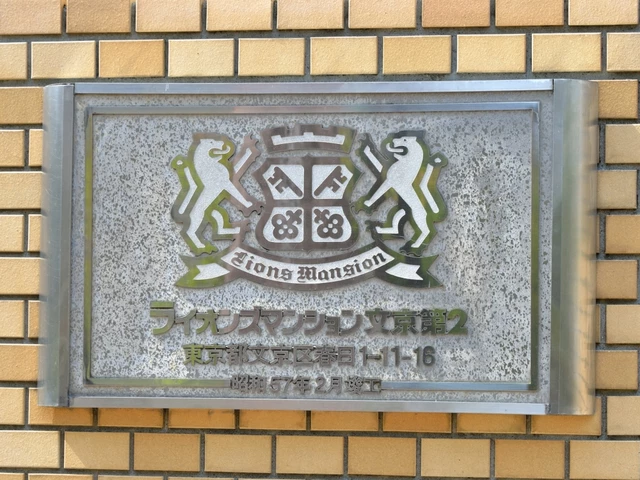 Lions Mansion
ライオンズマンション文京第2
東京都文京区春日1-11-16
昭和57年2月竣工